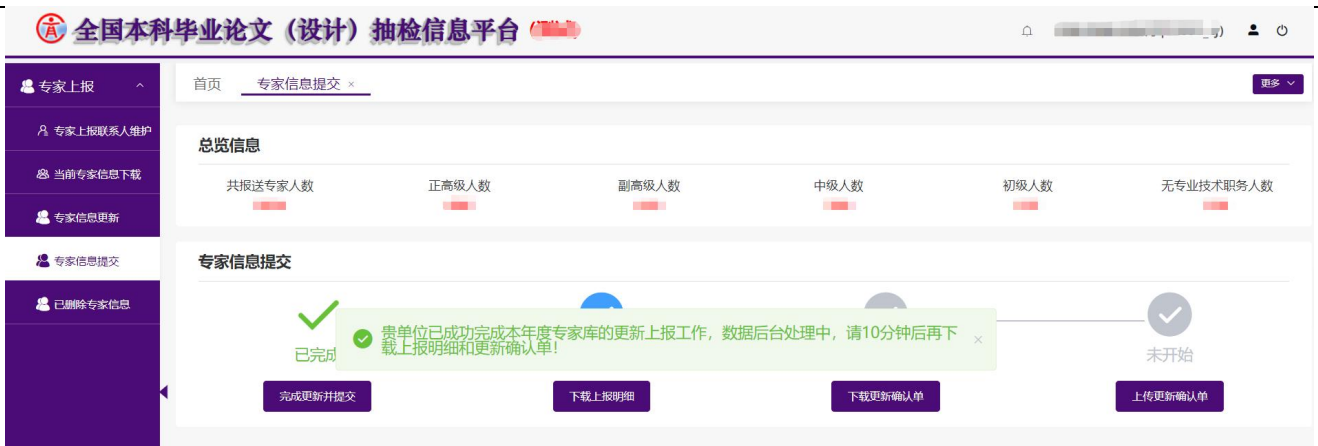 全国本科毕业论文（设计）抽检信息平台
专家上报
首页 专家信息提交 ×
更多
专家上报联系人维护
当前专家信息下载
专家信息更新
专家信息提交
已删除专家信息
总览信息
共报送专家人数 正高级人数 副高级人数 中级人数 初级人数 无专业技术职务人数
专家信息提交
贵单位已成功完成本年度专家库的更新上报工作，数据后台处理中，请10分钟后再下
载上报明细和更新确认单！
已完成 未开始
完成更新并提交 下载上报明细 下载更新确认单 上传更新确认单